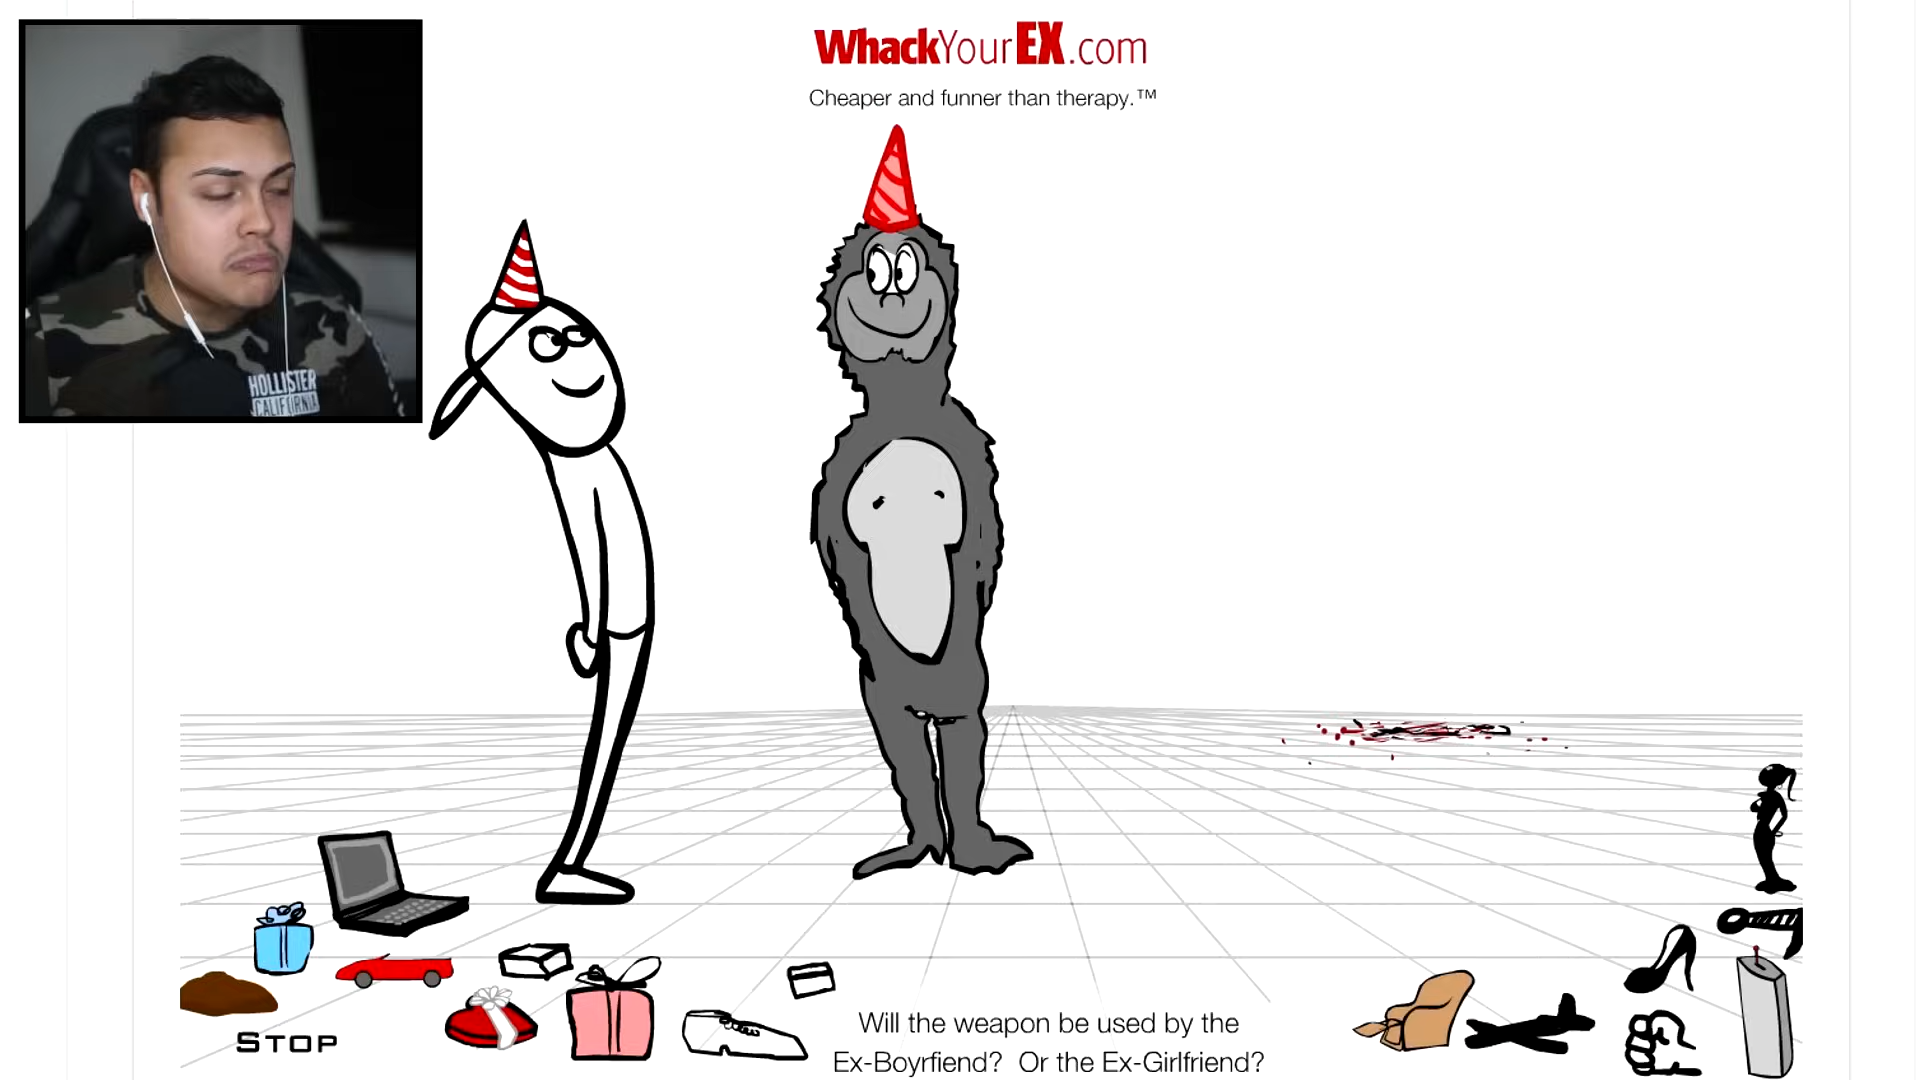 WhackYourEX.com
Cheaper and funner than therapy.™
HOLLISTER
CALIFORNIA
STOP
Will the weapon be used by the
Ex-Boyrfiend? Or the Ex-Girlfriend?